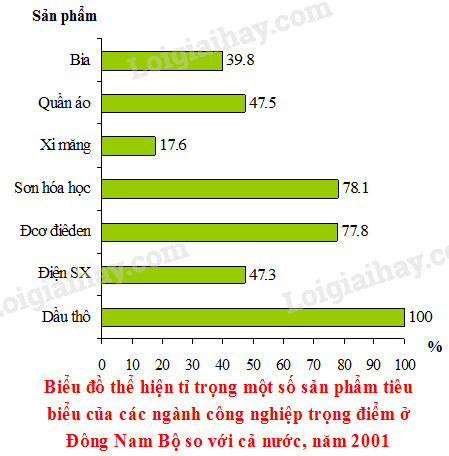 Sản phẩm
Bia
39.8
Quần áo
47.5
Xi măng
17.6
Sơn hóa học
78.1
Đcơ điêden
77.8
Điện SX
47.3
Dầu thô
100
0 10 20 30 40 50 60 70 80 90 100
%
Biểu đồ thể hiện tỉ trọng một số sản phẩm tiêu
biểu của các ngành công nghiệp trọng điểm ở
Đông Nam Bộ so với cả nước, năm 2001
Loigiaihay.com
Loigiaihay.com
Loigiaihay.com